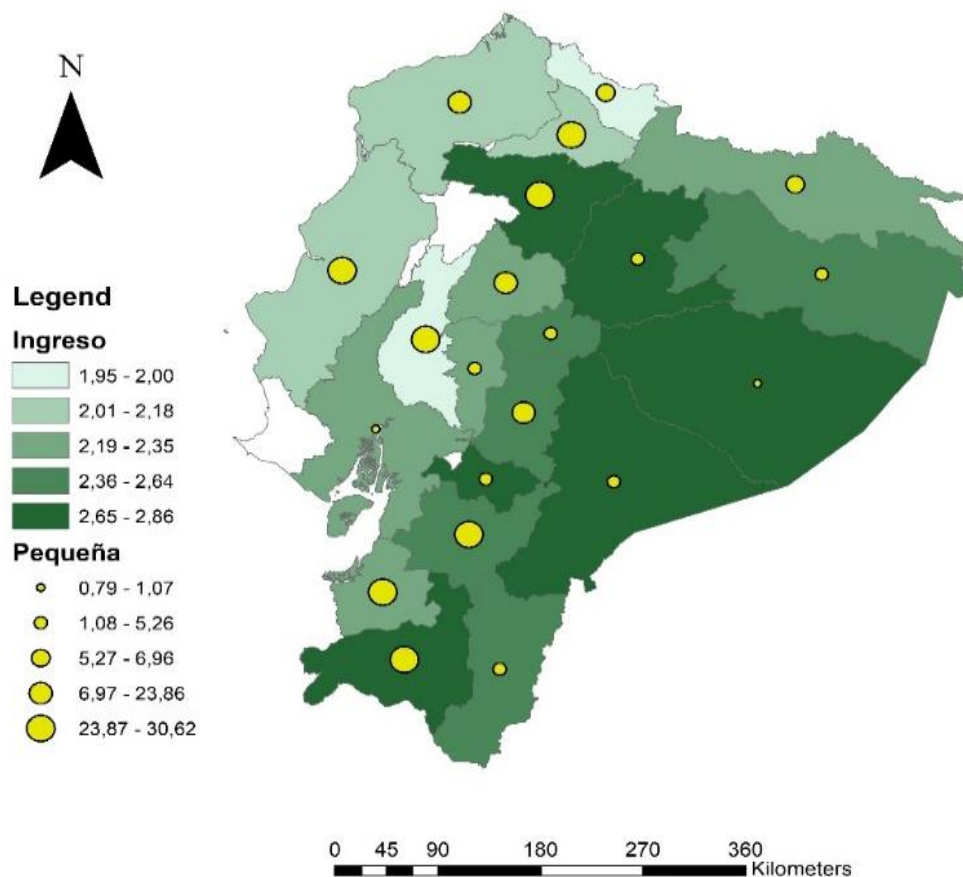 N
Legend
Ingreso
1,95 - 2,00
2,01 - 2,18
2,19 - 2,35
2,36 - 2,64
2,65 - 2,86
Pequeña
0.79 - 1.07
1,08 - 5,26
5,27 - 6,96
6,97 - 23,86
23,87 - 30,62
0 45 90 180 270 360
Kilometers